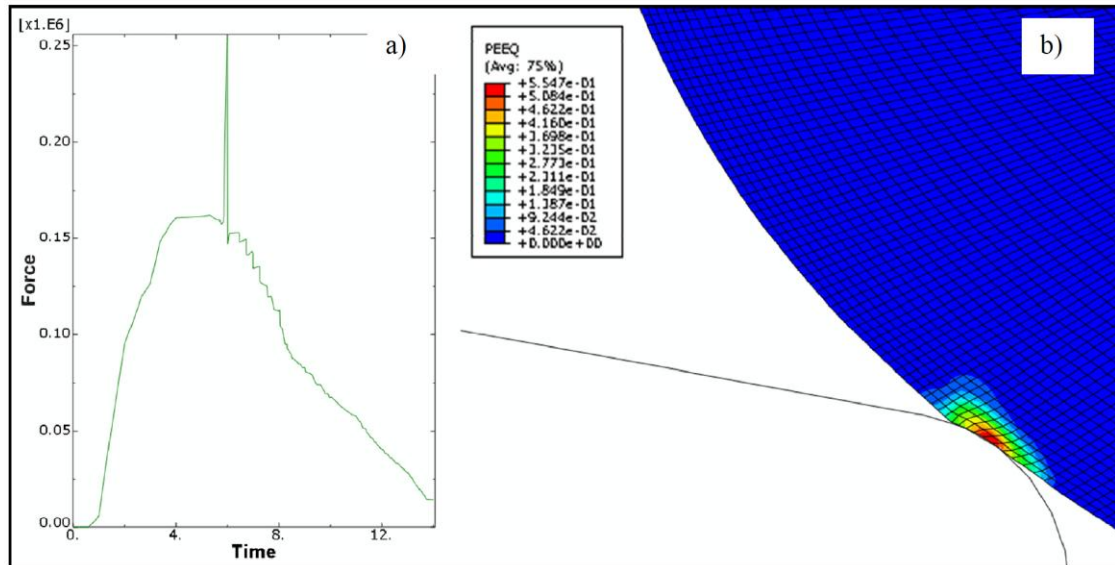 [x1.E6]
a)
0.25
0.20
0.15
0.10
0.05
0.00
Force
0.
4.
8.
12.
Time
PEEQ
(Avg: 75%)
+5.547e-01
+5.084e-01
+4.622e-01
+4.160e-01
+3.698e-01
+3.235e-01
+2.773e-01
+2.311e-01
+1.849e-01
+1.387e-01
+9.244e-02
+4.622e-02
+0.000e+00
b)